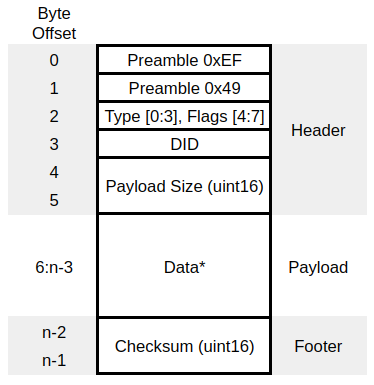 Byte
Offset
0
Preamble 0xEF
1
Preamble 0x49
2
Type [0:3], Flags [4:7]
Header
3
DID
4
Payload Size (uint16)
5
6:n-3
Data*
Payload
n-2
Checksum (uint16)
Footer
n-1